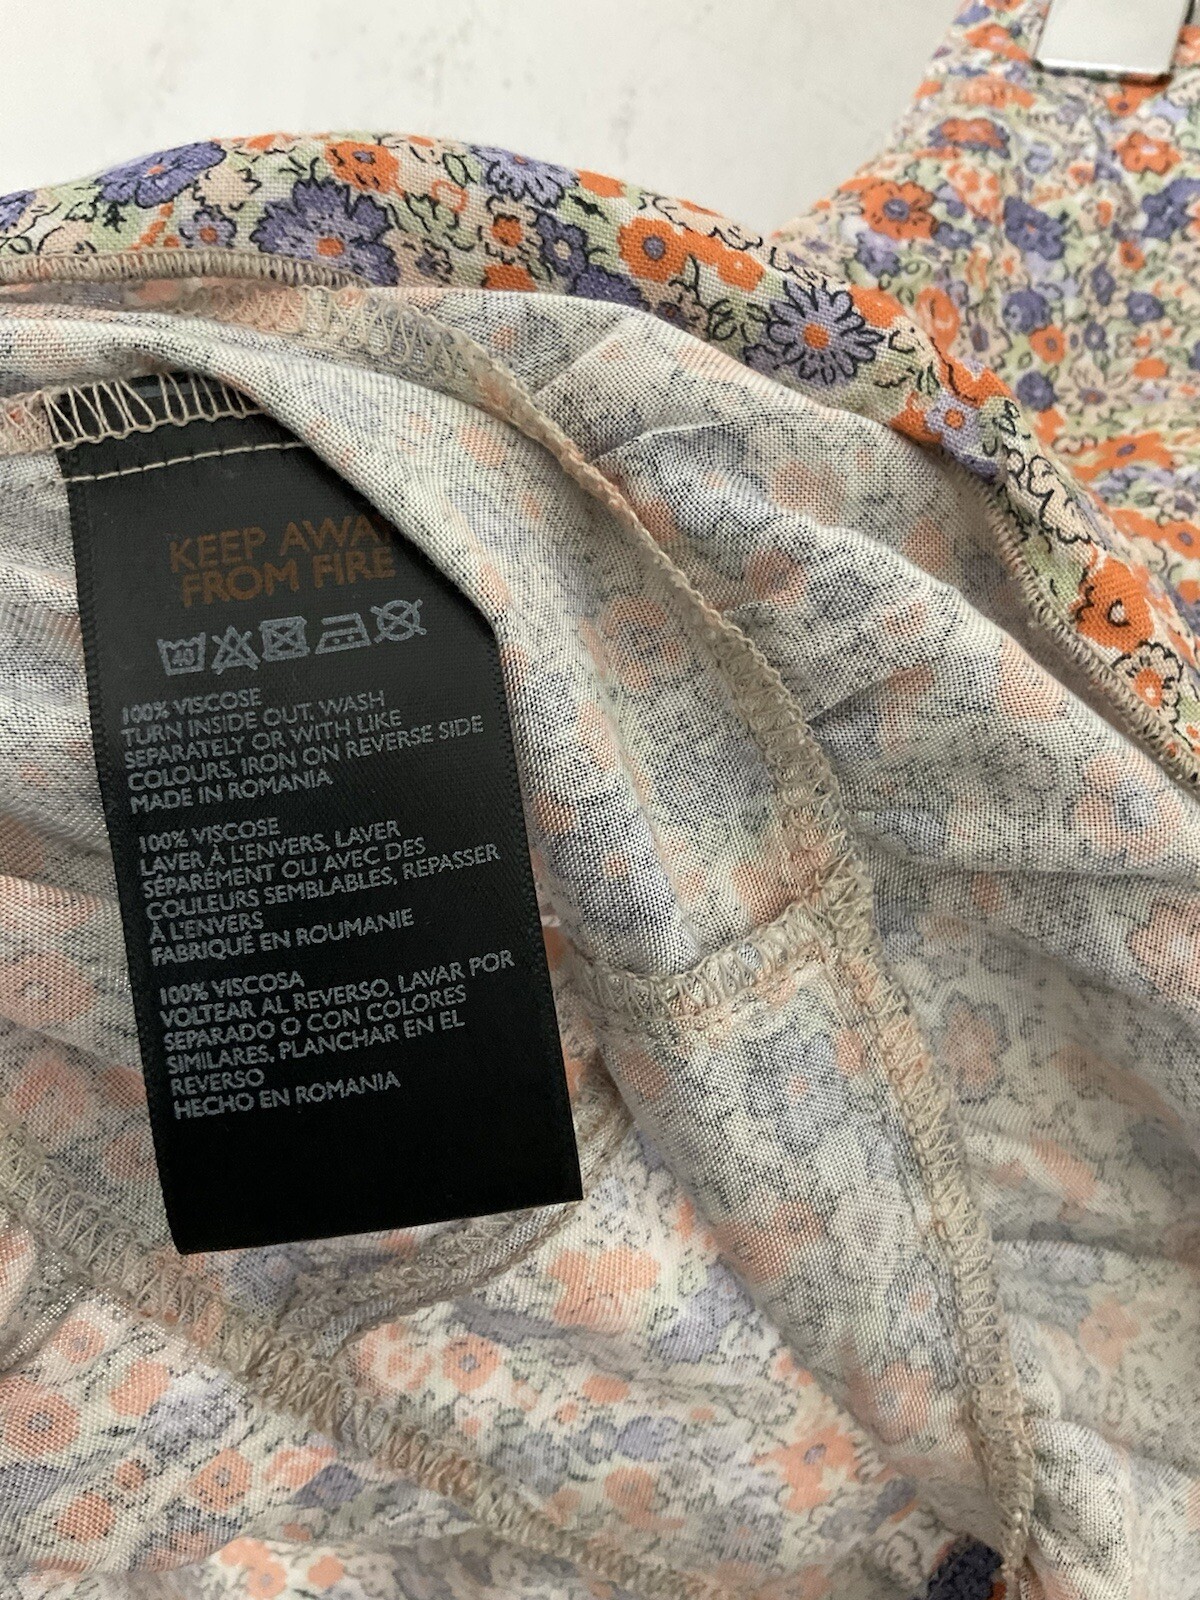 KEEP AWAY
FROM FIRE
40
100% VISCOSE
TURN INSIDE OUT, WASH
SEPARATELY OR WITH LIKE
COLOURS, IRON ON REVERSE SIDE
MADE IN ROMANIA
100% VISCOSE
LAVER À L'ENVERS, LAVER
SÉPARÉMENT OU AVEC DES
COULEURS SEMBLABLES, REPASSER
À L'ENVERS
FABRIQUÉ EN ROUMANIE
100% VISCOSA
VOLTEAR AL REVERSO, LAVAR POR
SEPARADO O CON COLORES
SIMILARES, PLANCHAR EN EL
REVERSO
HECHO EN ROMANIA